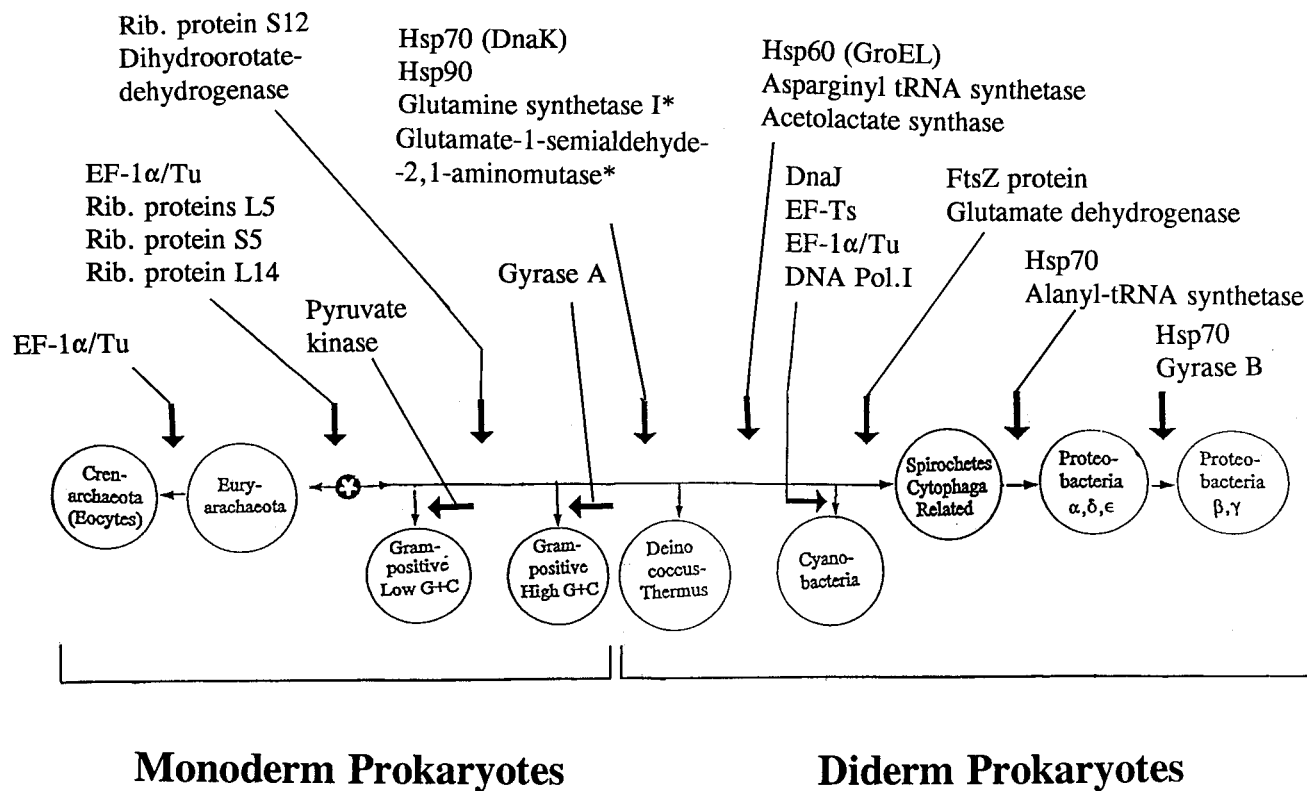 Rib. protein S12
Dihydroorotate-
dehydrogenase
Hsp70 (DnaK)
Hsp90
Glutamine synthetase I*
Glutamate-1-semialdehyde-
-2,1-aminomutase*
Hsp60 (GroEL)
Asparginyl tRNA synthetase
Acetolactate synthase
EF-1α/Tu
Rib. proteins L5
Rib. protein S5
Rib. protein L14
DnaJ
EF-Ts
EF-1α/Tu
DNA Pol.I
FtsZ protein
Glutamate dehydrogenase
Gyrase A
Hsp70
Alanyl-tRNA synthetase
Pyruvate
kinase
EF-1α/Tu
Hsp70
Gyrase B
Cren-
archaeota
(Eocytes)
Eury-
arachaeota
Gram-
positive
Low G+C
Gram-
positive
High G+C
Deino
coccus-
Thermus
Cyano-
bacteria
Spirochetes
Cytophaga
Related
Proteo-
bacteria
α,δ,ϵ
Proteo-
bacteria
β,γ
Monoderm Prokaryotes
Diderm Prokaryotes